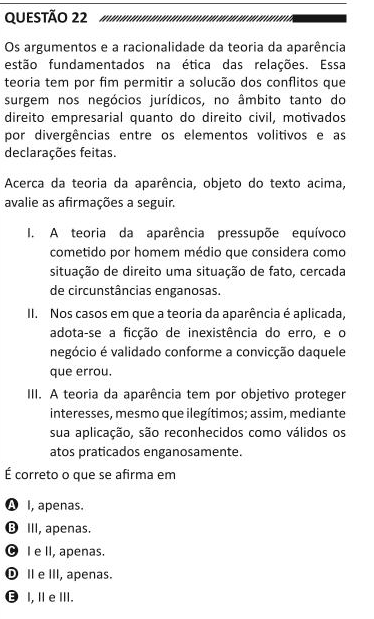 QUESTÃO 22
Os argumentos e a racionalidade da teoria da aparência
estão fundamentados na ética das relações. Essa
teoria tem por fim permitir a solucão dos conflitos que
surgem nos negócios jurídicos, no âmbito tanto do
direito empresarial quanto do direito civil, motivados
por divergências entre os elementos volitivos e as
declarações feitas.
Acerca da teoria da aparência, objeto do texto acima,
avalie as afirmações a seguir.
I. A teoria da aparência pressupõe equívoco
cometido por homem médio que considera como
situação de direito uma situação de fato, cercada
de circunstâncias enganosas.
II. Nos casos em que a teoria da aparência é aplicada,
adota-se a ficção de inexistência do erro, e o
negócio é validado conforme a convicção daquele
que errou.
III. A teoria da aparência tem por objetivo proteger
interesses, mesmo que ilegítimos; assim, mediante
sua aplicação, são reconhecidos como válidos os
atos praticados enganosamente.
É correto o que se afirma em
A I, apenas.
B III, apenas.
C I e II, apenas.
D II e III, apenas.
E I, II e III.